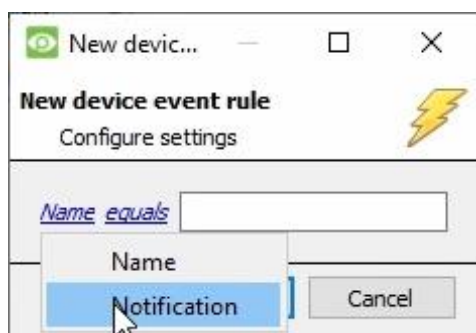 New devic...
New device event rule
Configure settings
Name equals
Name
Notification
Cancel